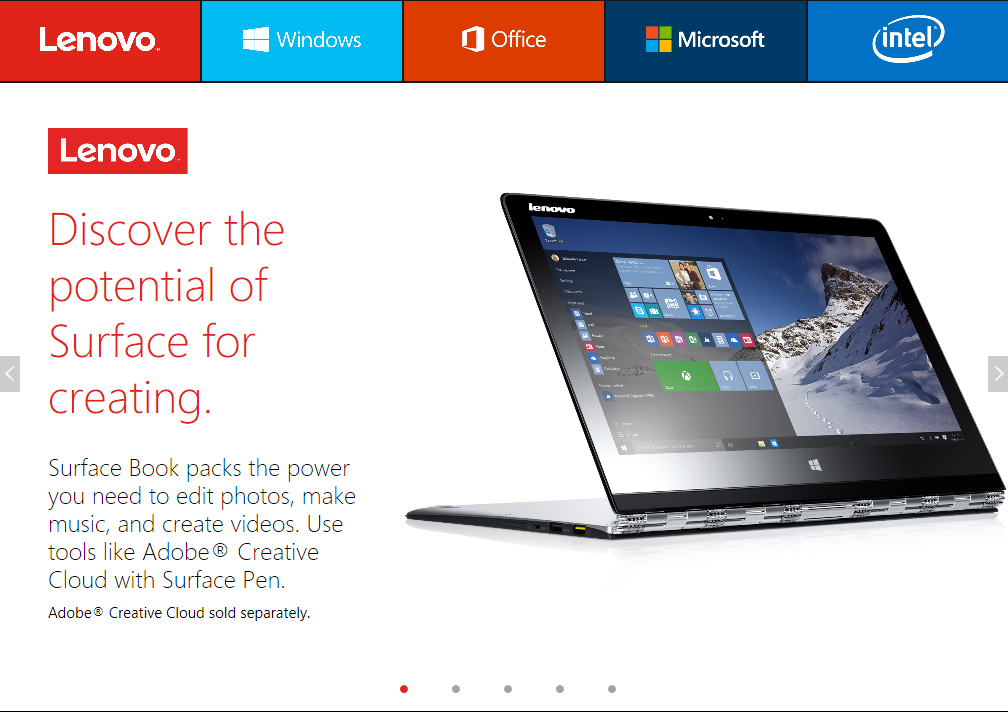 Lenovo™
Windows
Office
Microsoft
intel
Lenovo™
Discover the
potential of
Surface for
creating.
Surface Book packs the power
you need to edit photos, make
music, and create videos. Use
tools like Adobe® Creative
Cloud with Surface Pen.
Adobe® Creative Cloud sold separately.
lenovo